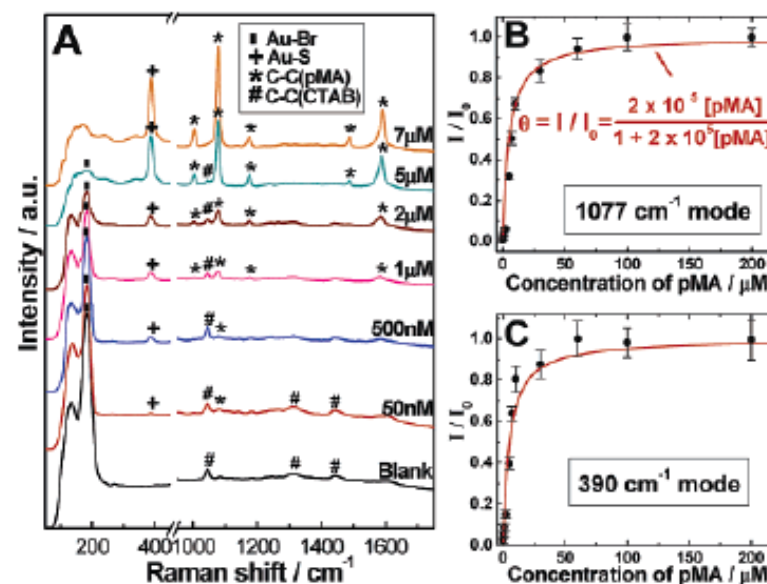 A
▮ Au-Br
+ Au-S
* C-C(pMA)
# C-C(CTAB)
7μM
5μM
2μM
1μM
500nM
50nM
Blank
Intensity / a.u.
200 400 1000 1200 1400 1600
Raman shift / cm⁻¹
B
I / I₀
1.0
0.8
0.6
0.4
0.2
0.0
θ = I / I₀ = 2 x 10⁵ [pMA]
1 + 2 x 10⁵[pMA]
1077 cm⁻¹ mode
0 50 100 150 200
Concentration of pMA / μM
C
I / I₀
1.0
0.8
0.6
0.4
0.2
0.0
390 cm⁻¹ mode
0 50 100 150 200
Concentration of pMA / μM